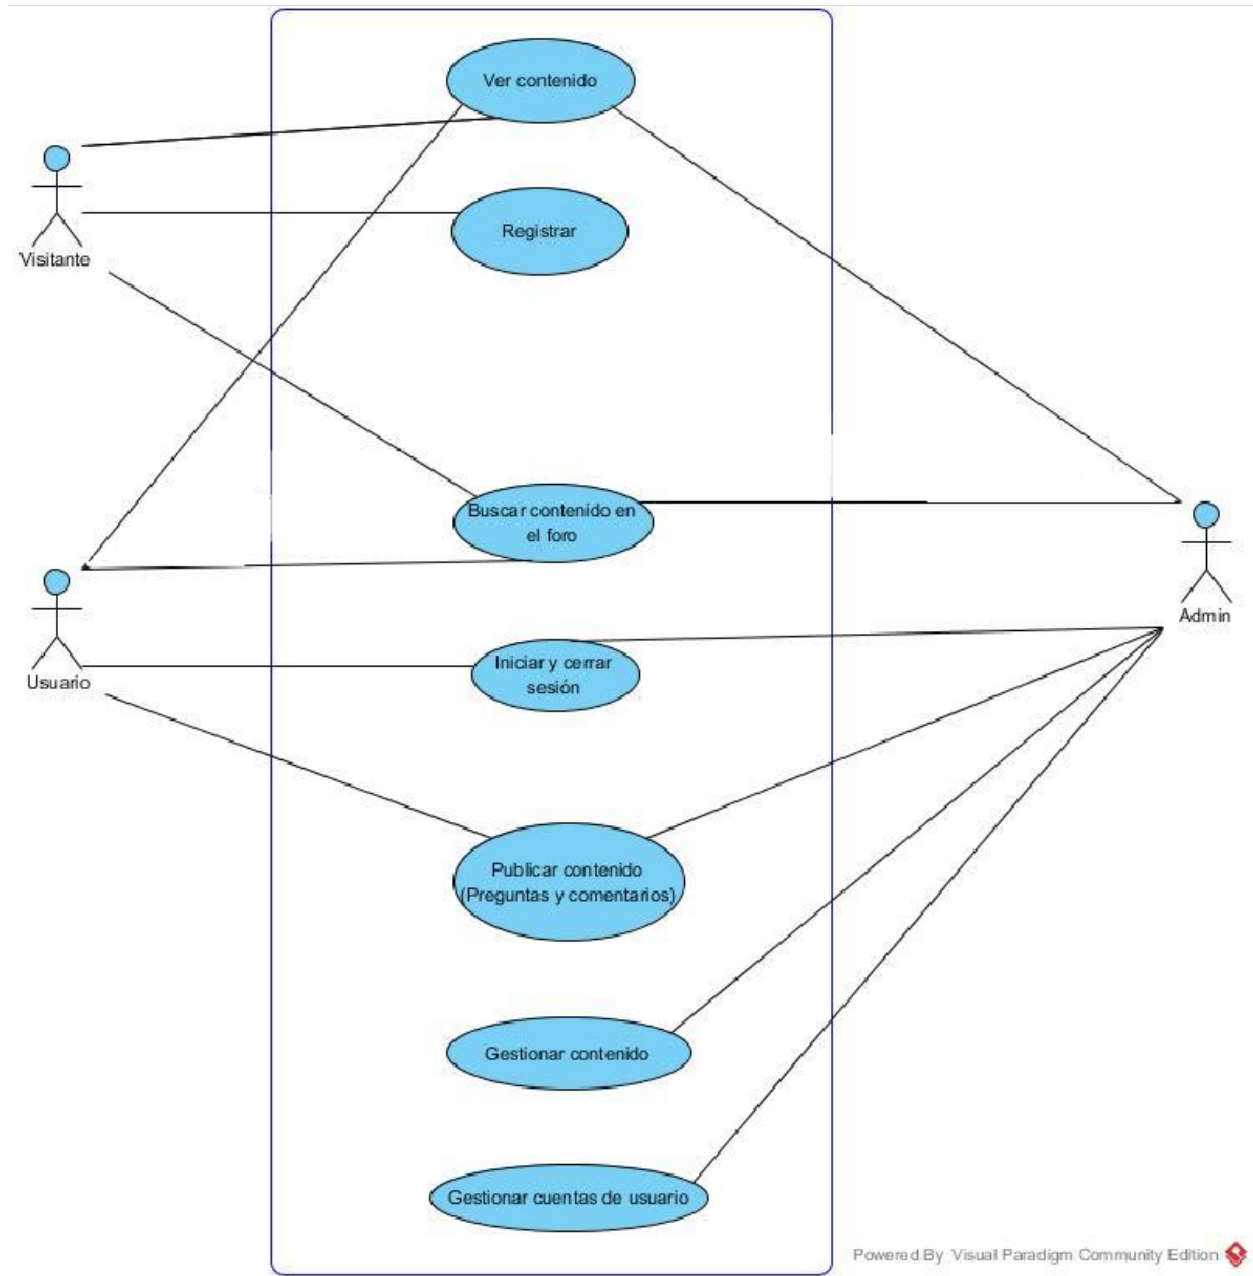 Ver contenido
Registrar
Visitante
Buscar contenido en
el foro
Admin
Iniciar y cerrar
sesión
Usuario
Publicar contenido
(Preguntas y comentarios)
Gestionar contenido
Gestionar cuentas de usuario
Powered By Visual Paradigm Community Edition